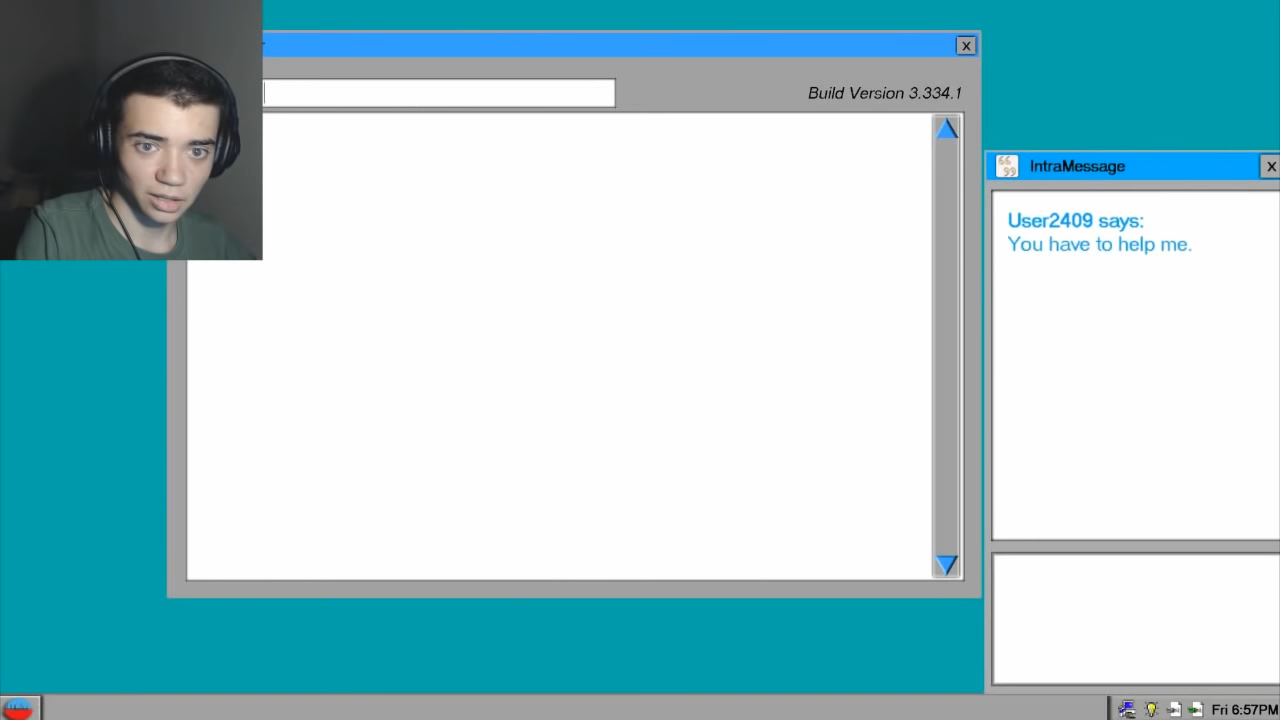 Build Version 3.334.1
IntraMessage
User2409 says:
You have to help me.
Fri 6:57PM